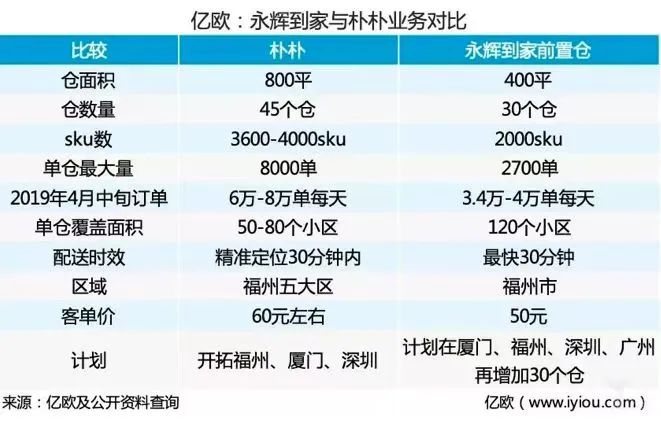 亿欧：永辉到家与朴朴业务对比
比较 朴朴 永辉到家前置仓
仓面积 800平 400平
仓数量 45个仓 30个仓
sku数 3600-4000sku 2000sku
单仓最大量 8000单 2700单
2019年4月中旬订单 6万-8万单每天 3.4万-4万单每天
单仓覆盖面积 50-80个小区 120个小区
配送时效 精准定位30分钟内 最快30分钟
区域 福州五大区 福州市
客单价 60元左右 50元
计划 开拓福州、厦门、深圳 计划在厦门、福州、深圳、广州
再增加30个仓
来源：亿欧及公开资料查询 亿欧（www.iyiou.com）